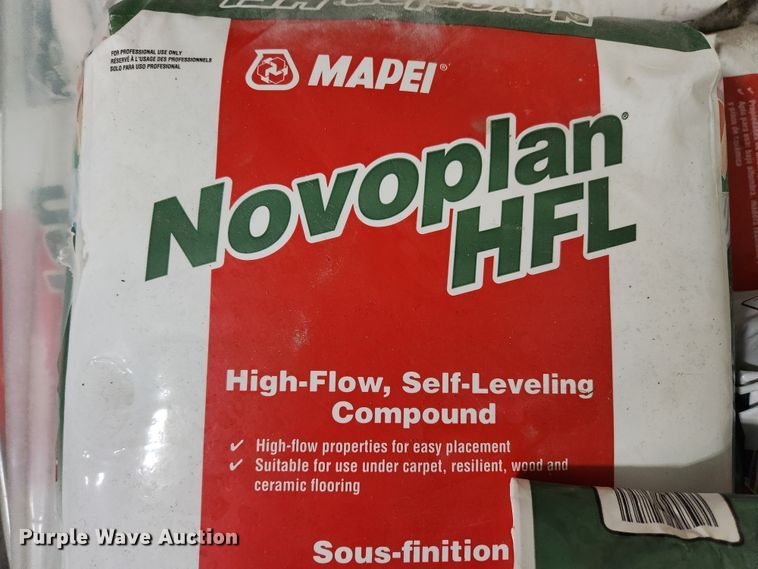 FOR PROFESSIONAL USE ONLY
RÉSERVÉ À L'USAGE DES PROFESSIONNELS
SOLO PARA USO PROFESIONAL
MAPEI®
Novoplan®
HFL
High-Flow, Self-Leveling
Compound
✓ High-flow properties for easy placement
✓ Suitable for use under carpet, resilient, wood and
ceramic flooring
Sous-finition
Purple Wave Auction